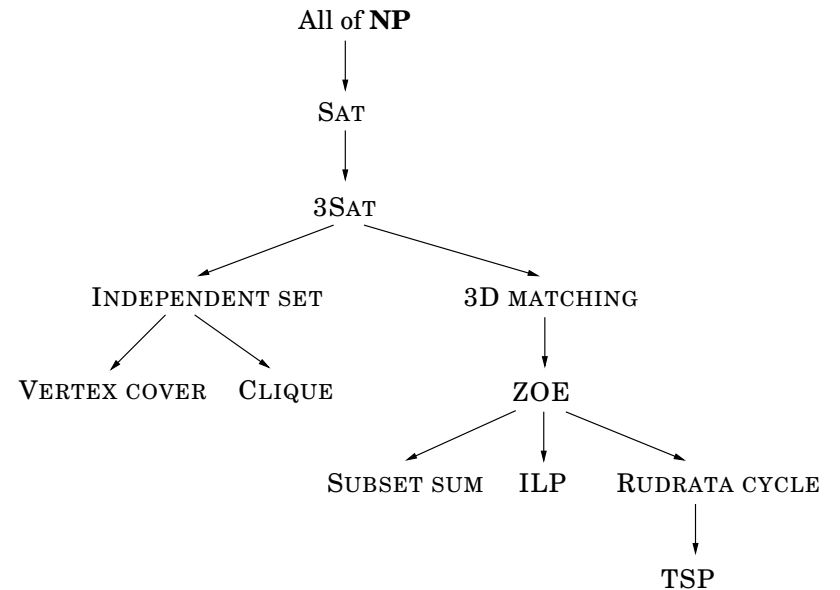 All of NP
SAT
3SAT
INDEPENDENT SET 3D MATCHING
VERTEX COVER CLIQUE ZOE
SUBSET SUM ILP RUDRATA CYCLE
TSP